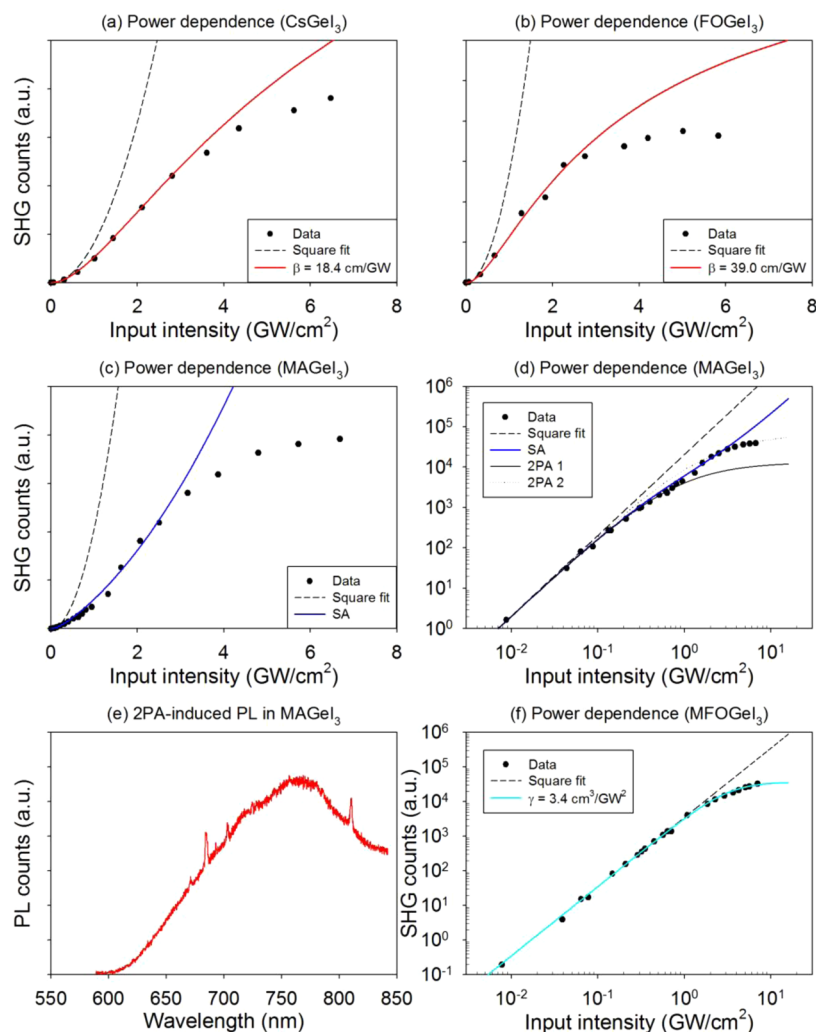 (a) Power dependence (CsGeI₃)
SHG counts (a.u.)
Data
Square fit
β = 18.4 cm/GW
0 2 4 6 8
Input intensity (GW/cm²)
(b) Power dependence (FOGeI₃)
Data
Square fit
β = 39.0 cm/GW
0 2 4 6 8
Input intensity (GW/cm²)
(c) Power dependence (MAGeI₃)
SHG counts (a.u.)
Data
Square fit
SA
0 2 4 6 8
Input intensity (GW/cm²)
(d) Power dependence (MAGeI₃)
10⁶
10⁵
10⁴
10³
10²
10¹
10⁰
Data
Square fit
SA
2PA 1
2PA 2
10⁻² 10⁻¹ 10⁰ 10¹
Input intensity (GW/cm²)
(e) 2PA-induced PL in MAGeI₃
PL counts (a.u.)
550 600 650 700 750 800 850
Wavelength (nm)
(f) Power dependence (MFOGeI₃)
SHG counts (a.u.)
10⁶
10⁵
10⁴
10³
10²
10¹
10⁰
10⁻¹
Data
Square fit
γ = 3.4 cm³/GW²
10⁻² 10⁻¹ 10⁰ 10¹
Input intensity (GW/cm²)